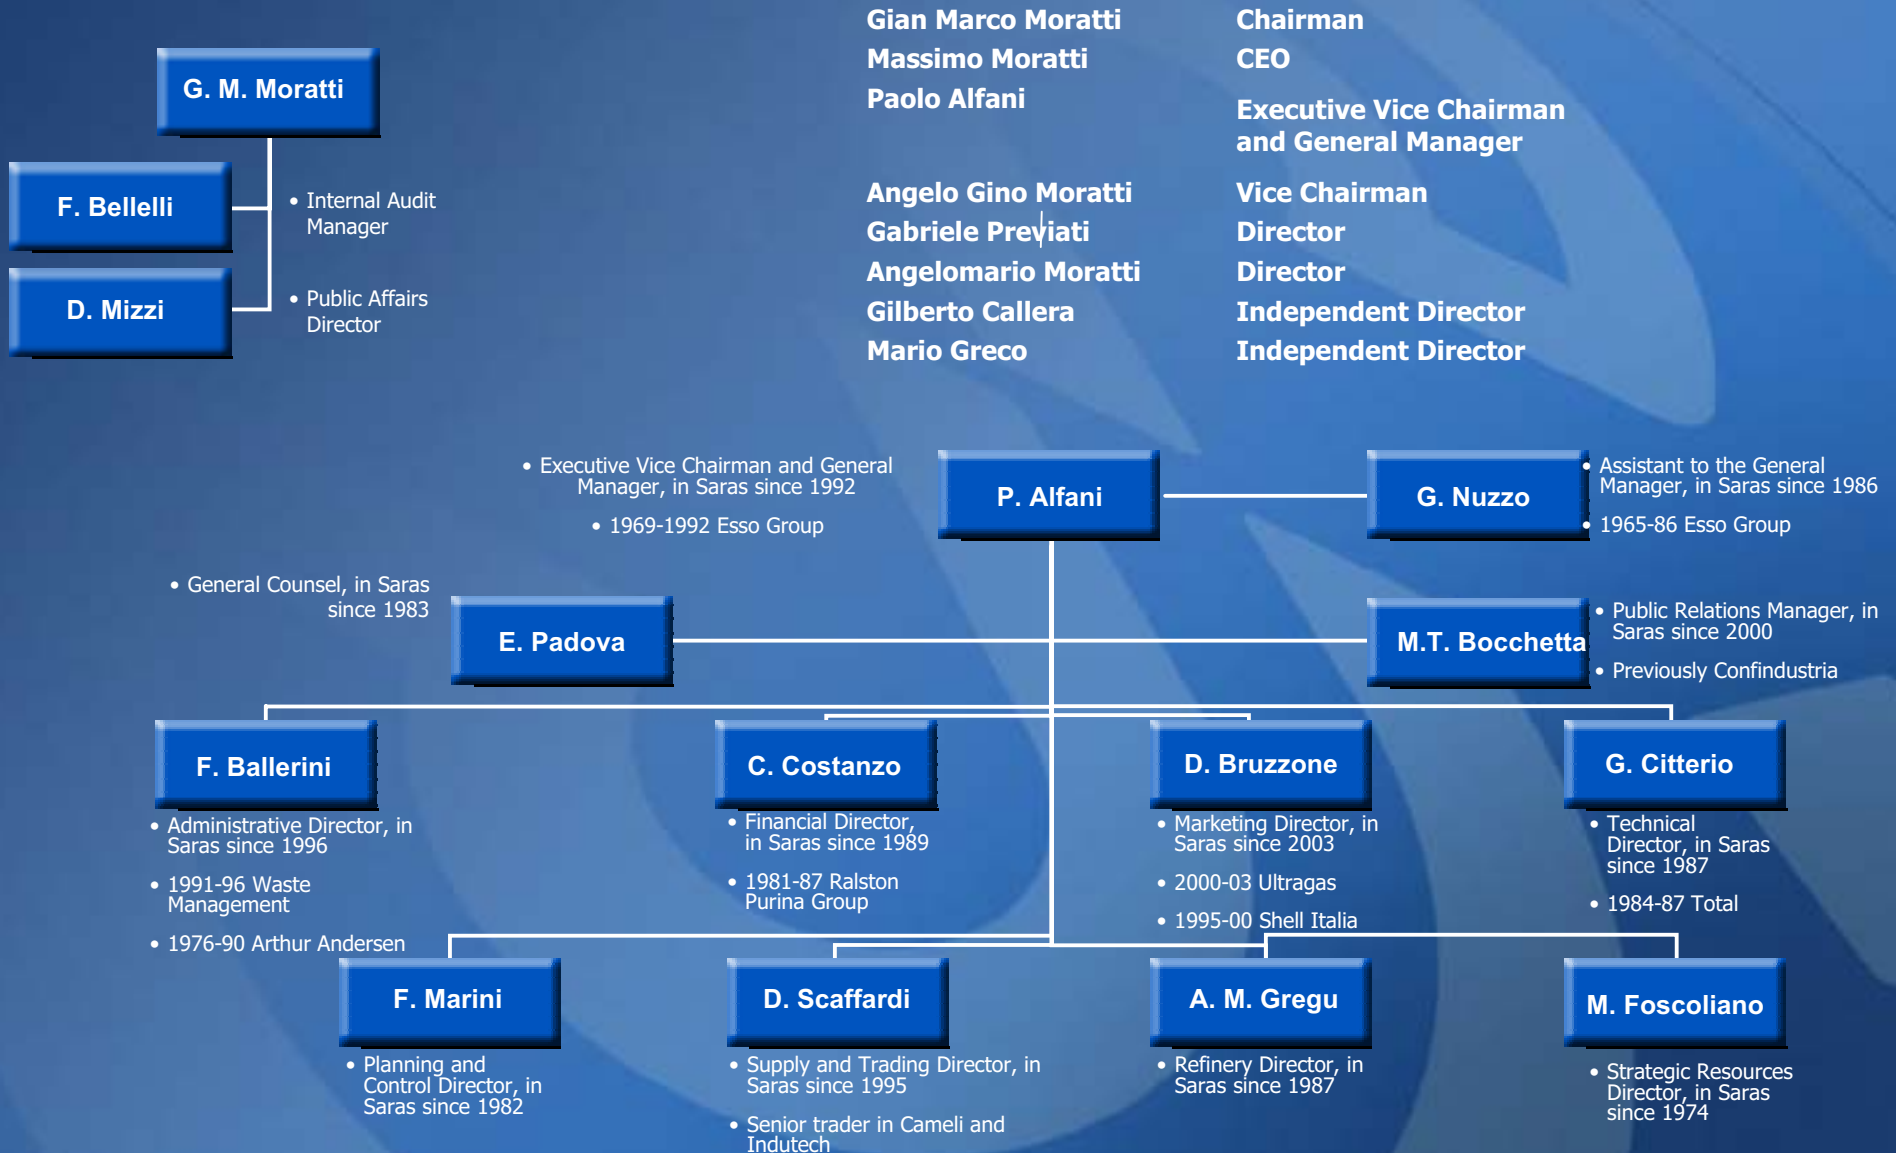 G. M. Moratti
F. Bellelli
• Internal Audit
Manager
D. Mizzi
• Public Affairs
Director
Gian Marco Moratti Chairman
Massimo Moratti CEO
Paolo Alfani Executive Vice Chairman
and General Manager
Angelo Gino Moratti Vice Chairman
Gabriele Previati Director
Angelomario Moratti Director
Gilberto Callera Independent Director
Mario Greco Independent Director
• Executive Vice Chairman and General
Manager, in Saras since 1992
• 1969-1992 Esso Group
P. Alfani
G. Nuzzo
• Assistant to the General
Manager, in Saras since 1986
• 1965-86 Esso Group
• General Counsel, in Saras
since 1983
E. Padova
M.T. Bocchetta
• Public Relations Manager, in
Saras since 2000
• Previously Confindustria
F. Ballerini
• Administrative Director, in
Saras since 1996
• 1991-96 Waste
Management
• 1976-90 Arthur Andersen
C. Costanzo
• Financial Director,
in Saras since 1989
• 1981-87 Ralston
Purina Group
D. Bruzzone
• Marketing Director, in
Saras since 2003
• 2000-03 Ultragas
• 1995-00 Shell Italia
G. Citterio
• Technical
Director, in Saras
since 1987
• 1984-87 Total
F. Marini
• Planning and
Control Director, in
Saras since 1982
D. Scaffardi
• Supply and Trading Director, in
Saras since 1995
• Senior trader in Cameli and
Indutech
A. M. Gregu
• Refinery Director, in
Saras since 1987
M. Foscoliano
• Strategic Resources
Director, in Saras
since 1974